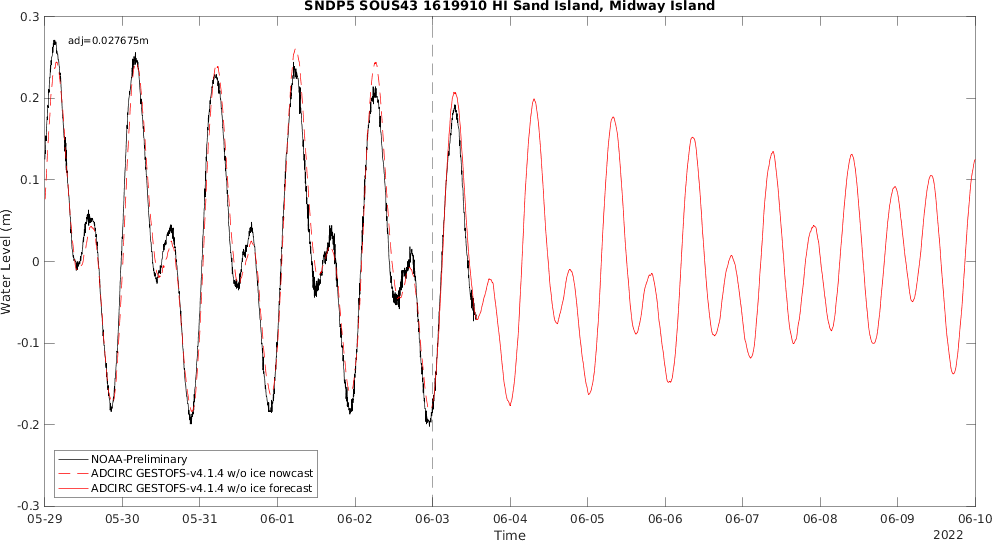 SNDP5 SOUS43 1619910 HI Sand Island, Midway Island
adj=0.027675m
0.3
0.2
0.1
0
-0.1
-0.2
-0.3
Water Level (m)
NOAA-Preliminary
ADCIRC GESTOFS-v4.1.4 w/o ice nowcast
ADCIRC GESTOFS-v4.1.4 w/o ice forecast
05-29 05-30 05-31 06-01 06-02 06-03 06-04 06-05 06-06 06-07 06-08 06-09 06-10
Time
2022